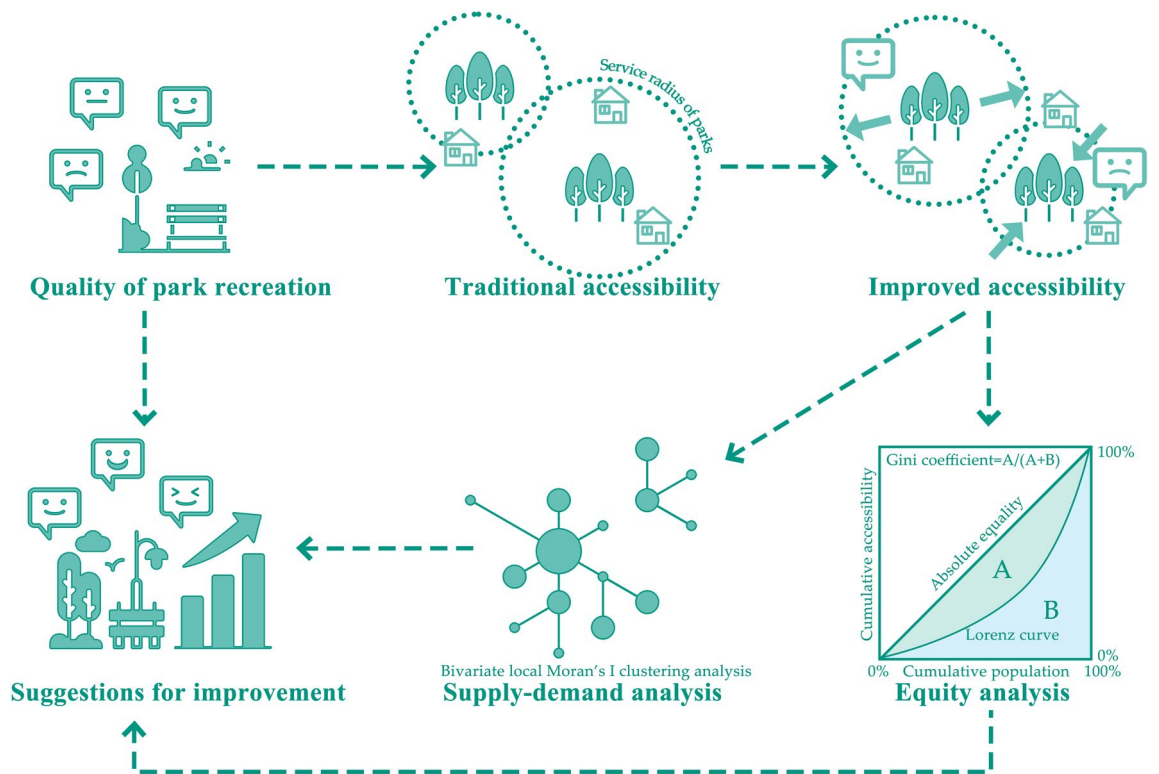 Service radius of parks
Quality of park recreation
Traditional accessibility
Improved accessibility
Gini coefficient=A/(A+B)
100%
Cumulative accessibility
Absolute equality
A
B
Lorenz curve
0%
0%
Cumulative population
100%
Bivariate local Moran's I clustering analysis
Suggestions for improvement
Supply-demand analysis
Equity analysis